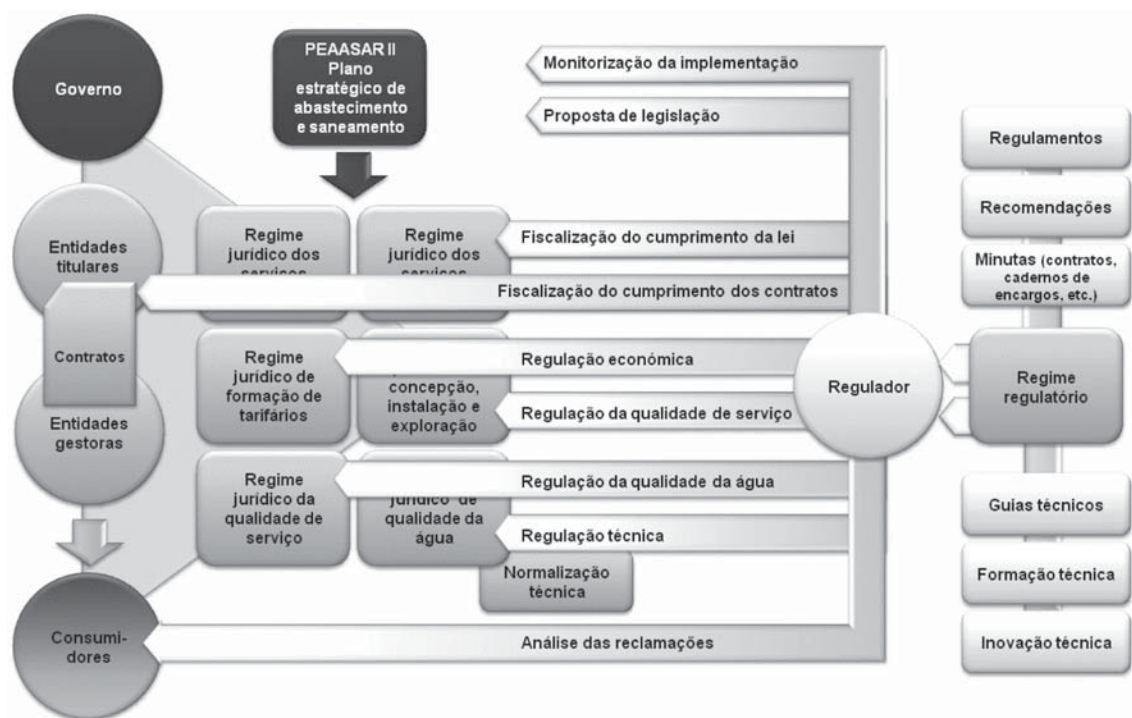 Governo
PEAASAR II
Plano
estratégico de
abastecimento
e saneamento
Monitorização da implementação
Proposta de legislação
Regulamentos
Recomendações
Minutas (contratos,
cadernos de
encargos, etc.)
Entidades
titulares
Regime
jurídico dos
serviços
Regime
jurídico dos
serviços
Fiscalização do cumprimento da lei
Fiscalização do cumprimento dos contratos
Contratos
Entidades
gestoras
Regime
jurídico de
formação de
tarifários
concepção,
instalação e
exploração
Regulação económica
Regulação da qualidade de serviço
Regulador
Regime
regulatório
Regime
jurídico da
qualidade de
serviço
jurídico de
qualidade da
água
Regulação da qualidade da água
Regulação técnica
Normalização
técnica
Guias técnicos
Formação técnica
Inovação técnica
Consumi-
dores
Análise das reclamações